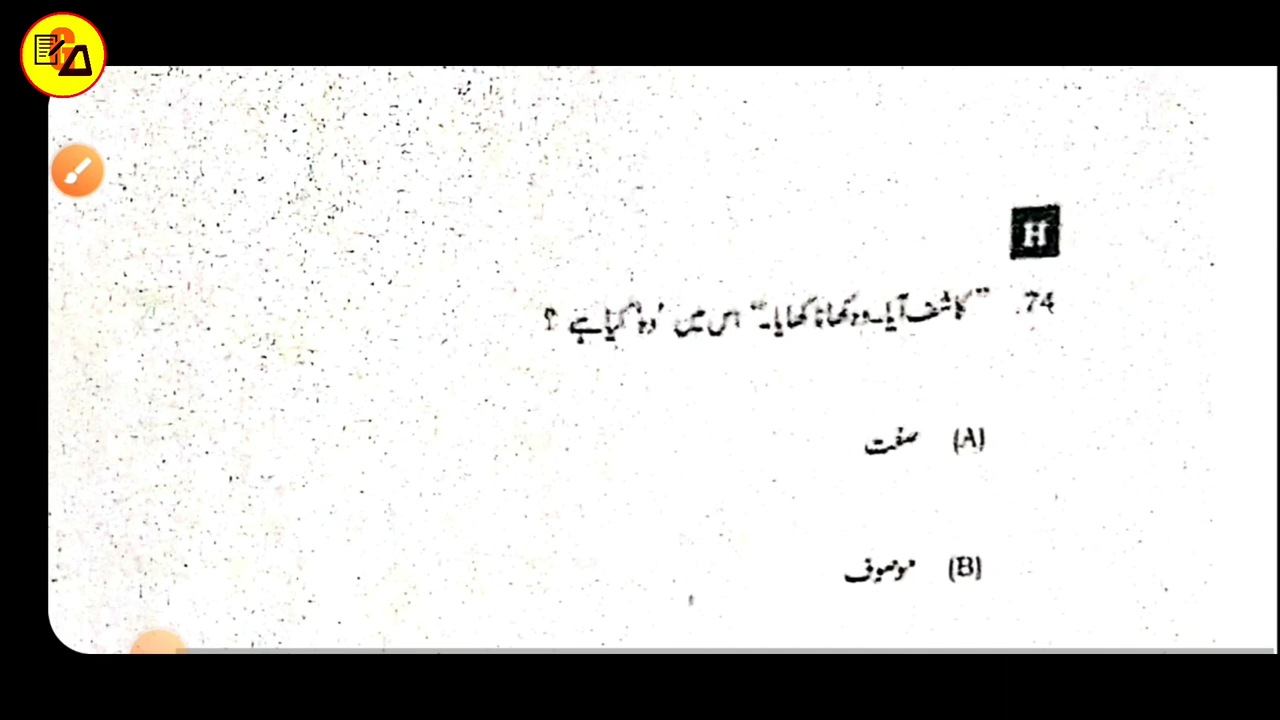 H
74. "کاشف آیا۔ وہ کھانا کھایا۔" اس میں 'وہ' کیا ہے ؟
(A) صفت
(B) موصوف